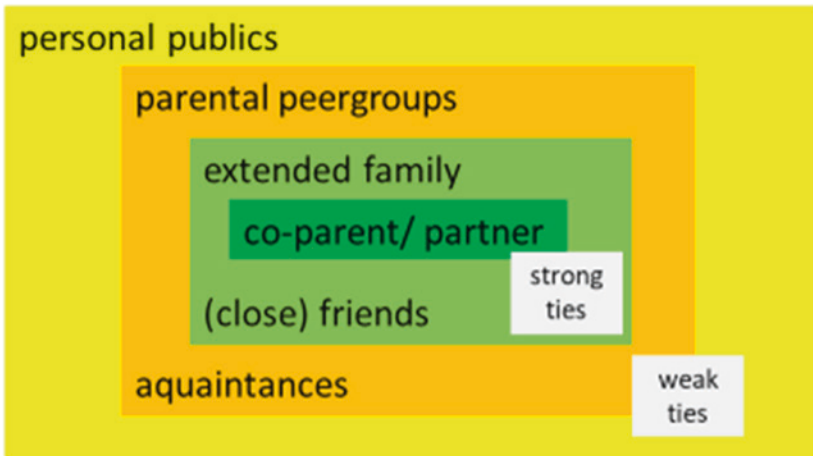 personal publics
parental peergroups
extended family
co-parent/ partner
strong
ties
(close) friends
aquaintances
weak
ties